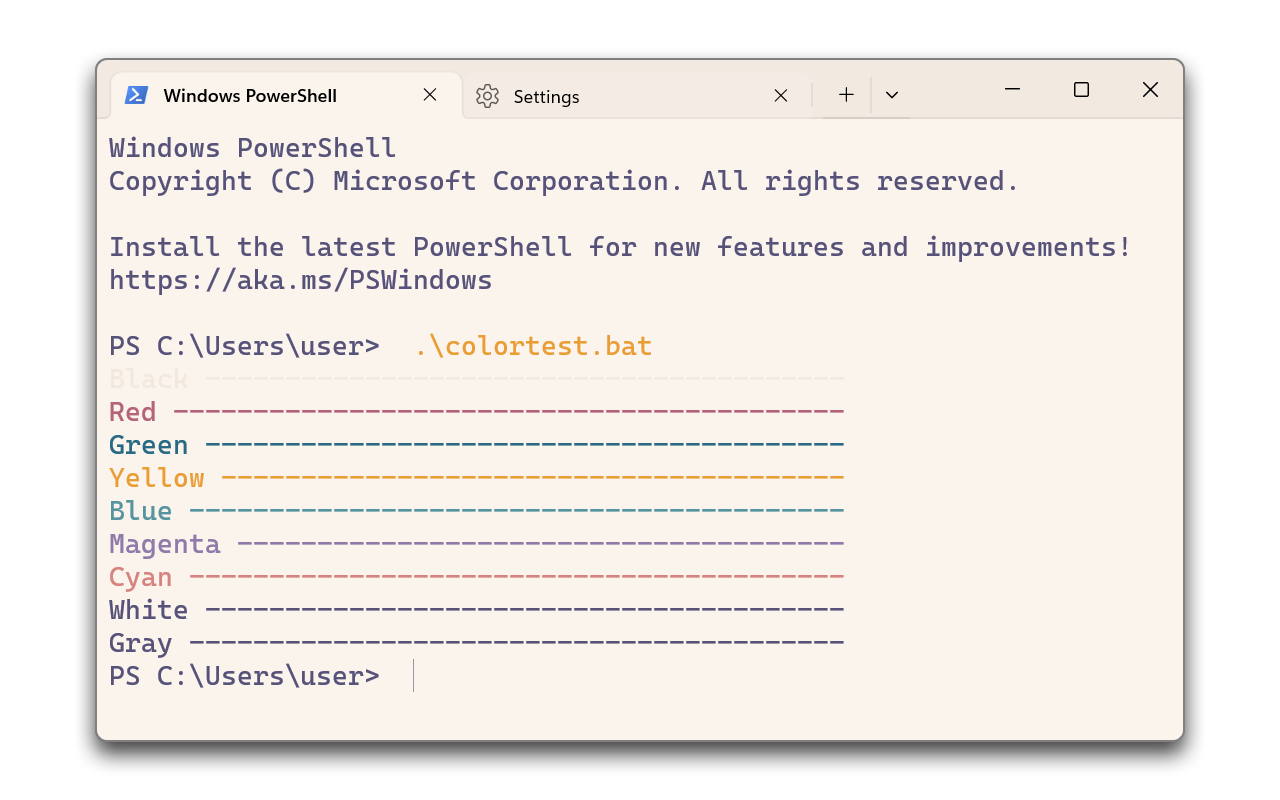 Windows PowerShell
Settings
Windows PowerShell
Copyright (C) Microsoft Corporation. All rights reserved.
Install the latest PowerShell for new features and improvements!
https://aka.ms/PSWindows
PS C:\Users\user>  .\colortest.bat
Black ----------------------------------------
Red ------------------------------------------
Green ----------------------------------------
Yellow ---------------------------------------
Blue -----------------------------------------
Magenta --------------------------------------
Cyan -----------------------------------------
White ----------------------------------------
Gray -----------------------------------------
PS C:\Users\user>